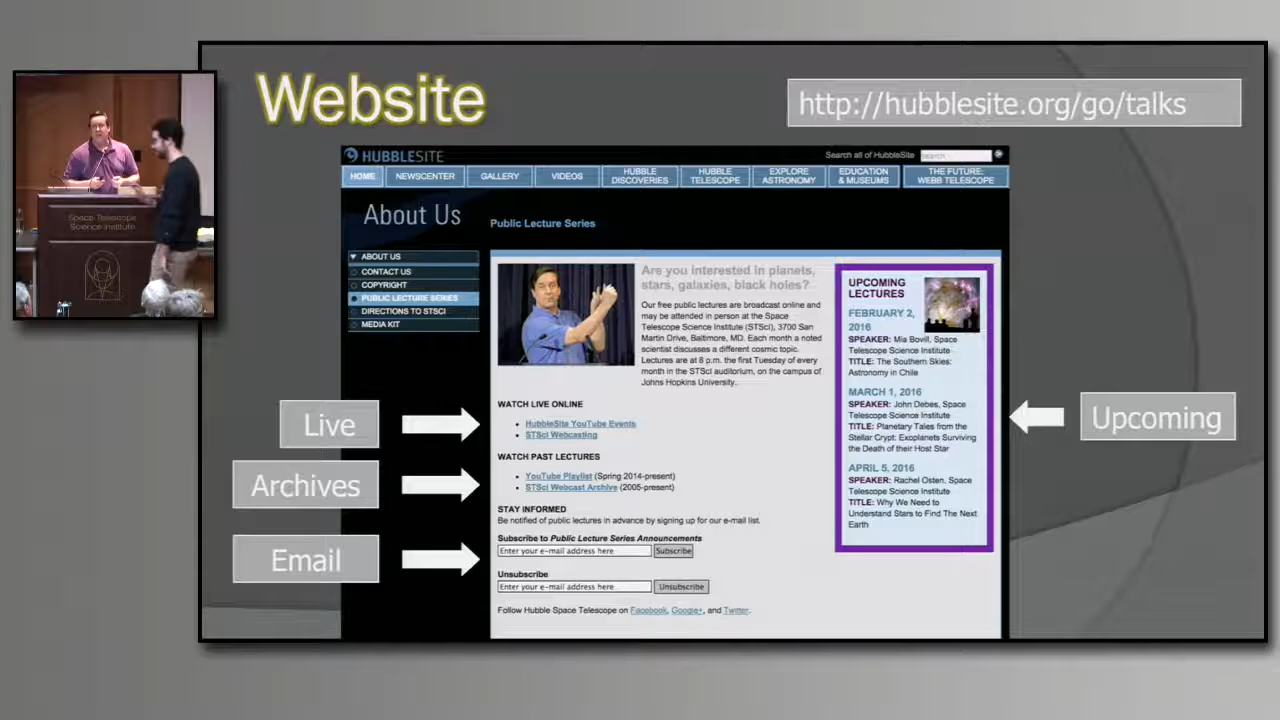 Website
http://hubblesite.org/go/talks
HUBBLESITE
Search all of HubbleSite
search
HOME
NEWSCENTER
GALLERY
VIDEOS
HUBBLE
DISCOVERIES
HUBBLE
TELESCOPE
EXPLORE
ASTRONOMY
EDUCATION
& MUSEUMS
THE FUTURE:
WEBB TELESCOPE
About Us
Public Lecture Series
ABOUT US
CONTACT US
COPYRIGHT
PUBLIC LECTURE SERIES
DIRECTIONS TO STSCI
MEDIA KIT
Are you interested in planets,
stars, galaxies, black holes?
Our free public lectures are broadcast online and
may be attended in person at the Space
Telescope Science Institute (STScI), 3700 San
Martin Drive, Baltimore, MD. Each month a noted
scientist discusses a different cosmic topic.
Lectures are at 8 p.m. the first Tuesday of every
month in the STScI auditorium, on the campus of
Johns Hopkins University.
WATCH LIVE ONLINE
HubbleSite YouTube Events
STScI Webcasting
WATCH PAST LECTURES
YouTube Playlist (Spring 2014-present)
STScI Webcast Archive (2005-present)
STAY INFORMED
Be notified of public lectures in advance by signing up for our e-mail list.
Subscribe to Public Lecture Series Announcements
Enter your e-mail address here
Subscribe
Unsubscribe
Enter your e-mail address here
Unsubscribe
Follow Hubble Space Telescope on Facebook, Google+, and Twitter.
UPCOMING
LECTURES
FEBRUARY 2,
2016
SPEAKER: Mia Bovill, Space
Telescope Science Institute
TITLE: The Southern Skies:
Astronomy in Chile
MARCH 1, 2016
SPEAKER: John Debes, Space
Telescope Science Institute
TITLE: Planetary Tales from the
Stellar Crypt: Exoplanets Surviving
the Death of their Host Star
APRIL 5, 2016
SPEAKER: Rachel Osten, Space
Telescope Science Institute
TITLE: Why We Need to
Understand Stars to Find The Next
Earth
Live
Archives
Email
Upcoming
Space Telescope
Science Institute